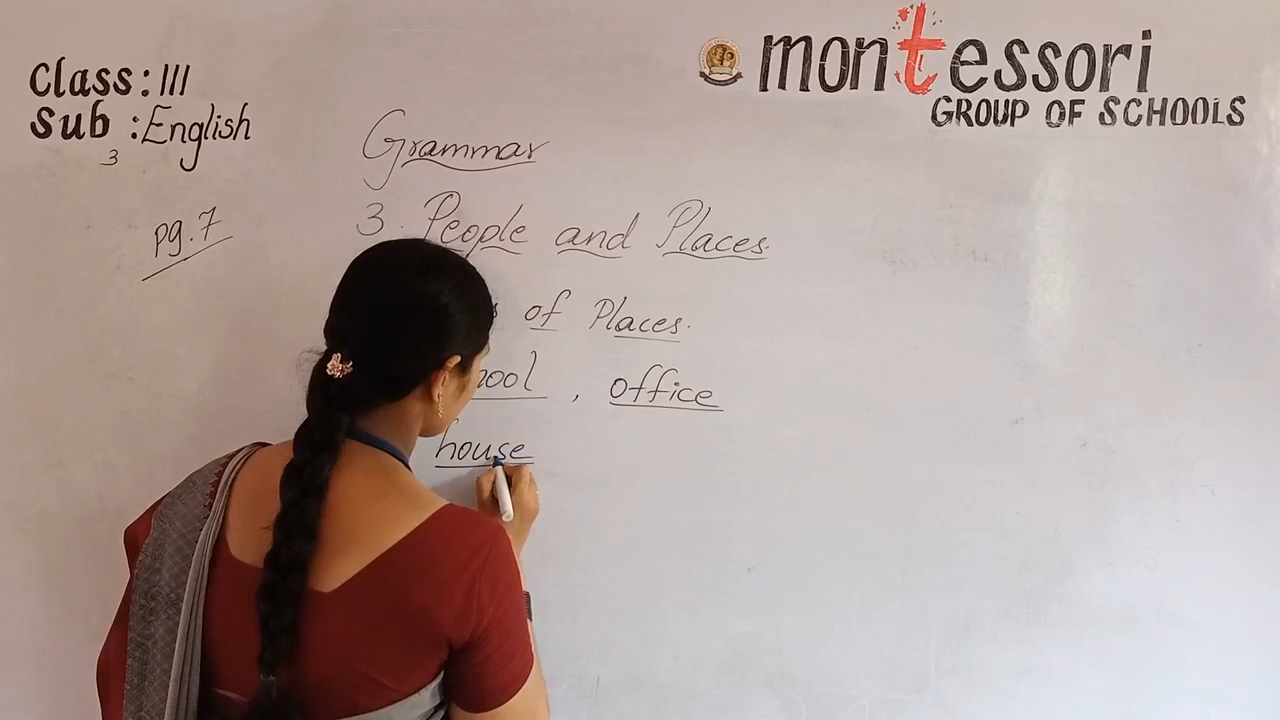 montessori
GROUP OF SCHOOLS
Class: III
Sub : English
3
pg. 7
Grammar
3. People and Places.
of Places.
, office
house